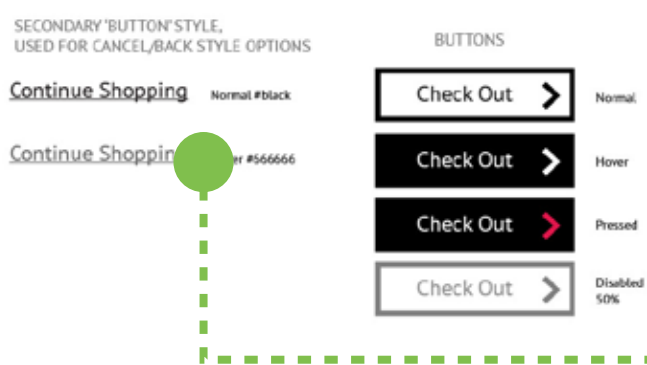 SECONDARY 'BUTTON' STYLE,
USED FOR CANCEL/BACK STYLE OPTIONS
Continue Shopping Normal #black
Continue Shoppin er #566666
BUTTONS
Check Out Normal
Check Out Hover
Check Out Pressed
Check Out Disabled
50%